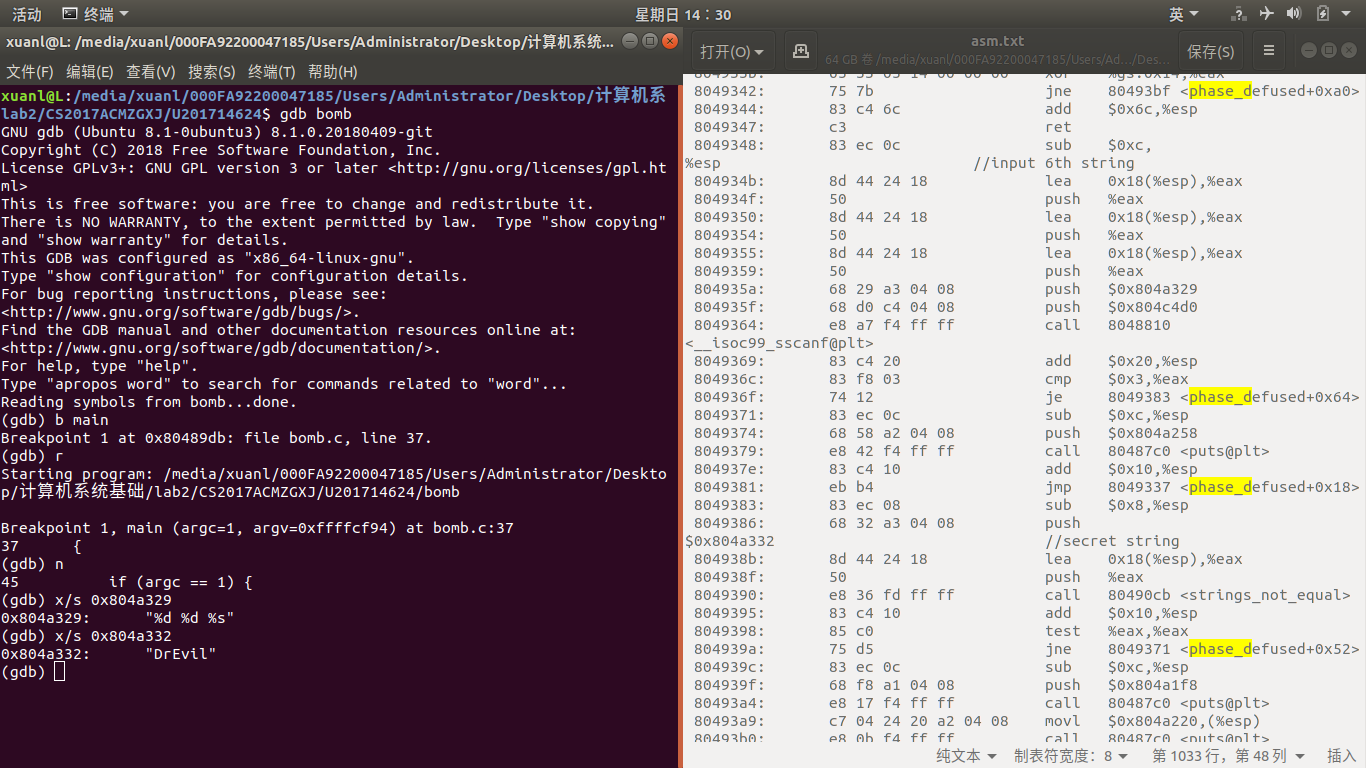 活动 终端 星期日 14：30 英
xuanl@L: /media/xuanl/000FA92200047185/Users/Administrator/Desktop/计算机系统...
文件(F) 编辑(E) 查看(V) 搜索(S) 终端(T) 帮助(H)
xuanl@L:/media/xuanl/000FA92200047185/Users/Administrator/Desktop/计算机系
lab2/CS2017ACMZGXJ/U201714624$ gdb bomb
GNU gdb (Ubuntu 8.1-0ubuntu3) 8.1.0.20180409-git
Copyright (C) 2018 Free Software Foundation, Inc.
License GPLv3+: GNU GPL version 3 or later <http://gnu.org/licenses/gpl.ht
ml>
This is free software: you are free to change and redistribute it.
There is NO WARRANTY, to the extent permitted by law.  Type "show copying"
and "show warranty" for details.
This GDB was configured as "x86_64-linux-gnu".
Type "show configuration" for configuration details.
For bug reporting instructions, please see:
<http://www.gnu.org/software/gdb/bugs/>.
Find the GDB manual and other documentation resources online at:
<http://www.gnu.org/software/gdb/documentation/>.
For help, type "help".
Type "apropos word" to search for commands related to "word"...
Reading symbols from bomb...done.
(gdb) b main
Breakpoint 1 at 0x80489db: file bomb.c, line 37.
(gdb) r
Starting program: /media/xuanl/000FA92200047185/Users/Administrator/Deskto
p/计算机系统基础/lab2/CS2017ACMZGXJ/U201714624/bomb
Breakpoint 1, main (argc=1, argv=0xffffcf94) at bomb.c:37
37 {
(gdb) n
45 if (argc == 1) {
(gdb) x/s 0x804a329
0x804a329: "%d %d %s"
(gdb) x/s 0x804a332
0x804a332: "DrEvil"
(gdb)
打开(O) asm.txt 保存(S)
64 GB 卷 /media/xuanl/000FA92200047185/Users/Ad…/Des…
804933b: 65 33 05 14 00 00 00 xor %gs:0x14,%eax
8049342: 75 7b jne 80493bf <phase_defused+0xa0>
8049344: 83 c4 6c add $0x6c,%esp
8049347: c3 ret
8049348: 83 ec 0c sub $0xc,
%esp //input 6th string
804934b: 8d 44 24 18 lea 0x18(%esp),%eax
804934f: 50 push %eax
8049350: 8d 44 24 18 lea 0x18(%esp),%eax
8049354: 50 push %eax
8049355: 8d 44 24 18 lea 0x18(%esp),%eax
8049359: 50 push %eax
804935a: 68 29 a3 04 08 push $0x804a329
804935f: 68 d0 c4 04 08 push $0x804c4d0
8049364: e8 a7 f4 ff ff call 8048810
<__isoc99_sscanf@plt>
8049369: 83 c4 20 add $0x20,%esp
804936c: 83 f8 03 cmp $0x3,%eax
804936f: 74 12 je 8049383 <phase_defused+0x64>
8049371: 83 ec 0c sub $0xc,%esp
8049374: 68 58 a2 04 08 push $0x804a258
8049379: e8 42 f4 ff ff call 80487c0 <puts@plt>
804937e: 83 c4 10 add $0x10,%esp
8049381: eb b4 jmp 8049337 <phase_defused+0x18>
8049383: 83 ec 08 sub $0x8,%esp
8049386: 68 32 a3 04 08 push
$0x804a332 //secret string
804938b: 8d 44 24 18 lea 0x18(%esp),%eax
804938f: 50 push %eax
8049390: e8 36 fd ff ff call 80490cb <strings_not_equal>
8049395: 83 c4 10 add $0x10,%esp
8049398: 85 c0 test %eax,%eax
804939a: 75 d5 jne 8049371 <phase_defused+0x52>
804939c: 83 ec 0c sub $0xc,%esp
804939f: 68 f8 a1 04 08 push $0x804a1f8
80493a4: e8 17 f4 ff ff call 80487c0 <puts@plt>
80493a9: c7 04 24 20 a2 04 08 movl $0x804a220,(%esp)
80493b0: e8 0b f4 ff ff call 80487c0 <puts@plt>
纯文本 制表符宽度：8 第 1033 行，第 48 列 插入